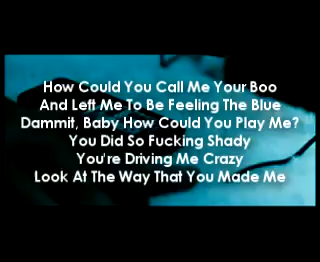 How Could You Call Me Your Boo
And Left Me To Be Feeling The Blue
Dammit, Baby How Could You Play Me?
You Did So Fucking Shady
You're Driving Me Crazy
Look At The Way That You Made Me